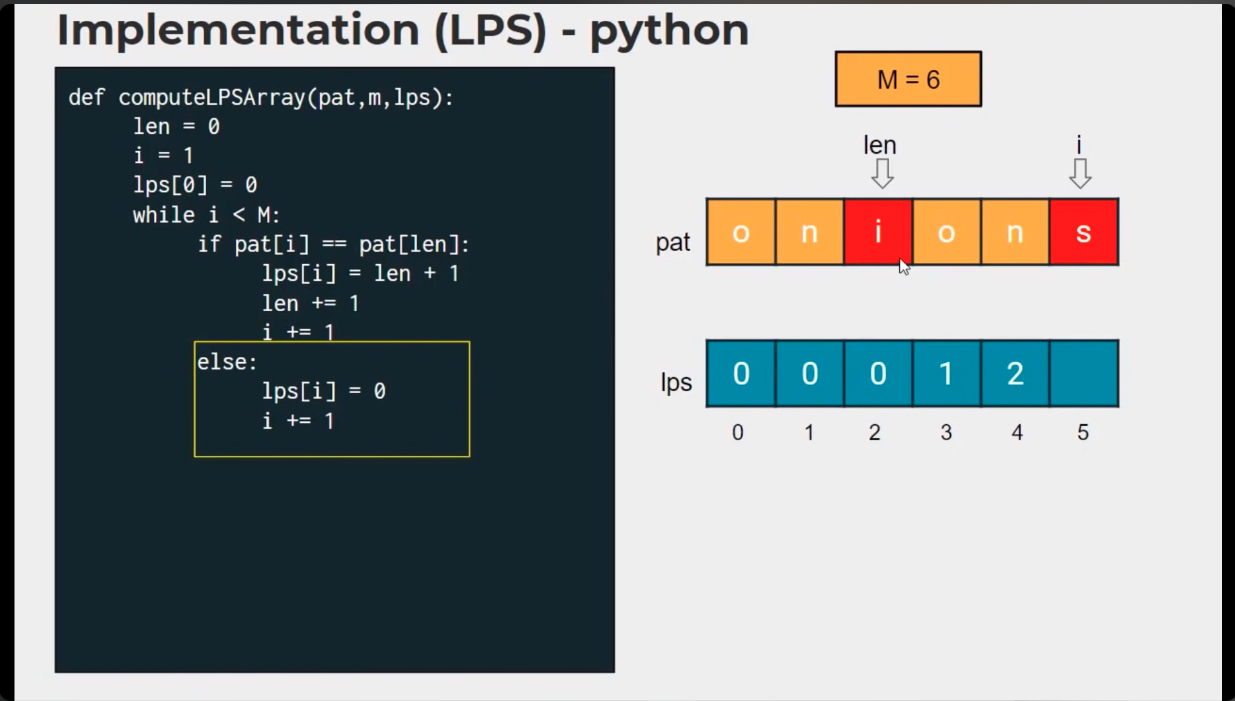 Implementation (LPS) - python
def computeLPSArray(pat,m,lps):
len = 0
i = 1
lps[0] = 0
while i < M:
if pat[i] == pat[len]:
lps[i] = len + 1
len += 1
i += 1
else:
lps[i] = 0
i += 1
M = 6
len i
pat o n i o n s
lps 0 0 0 1 2
0 1 2 3 4 5